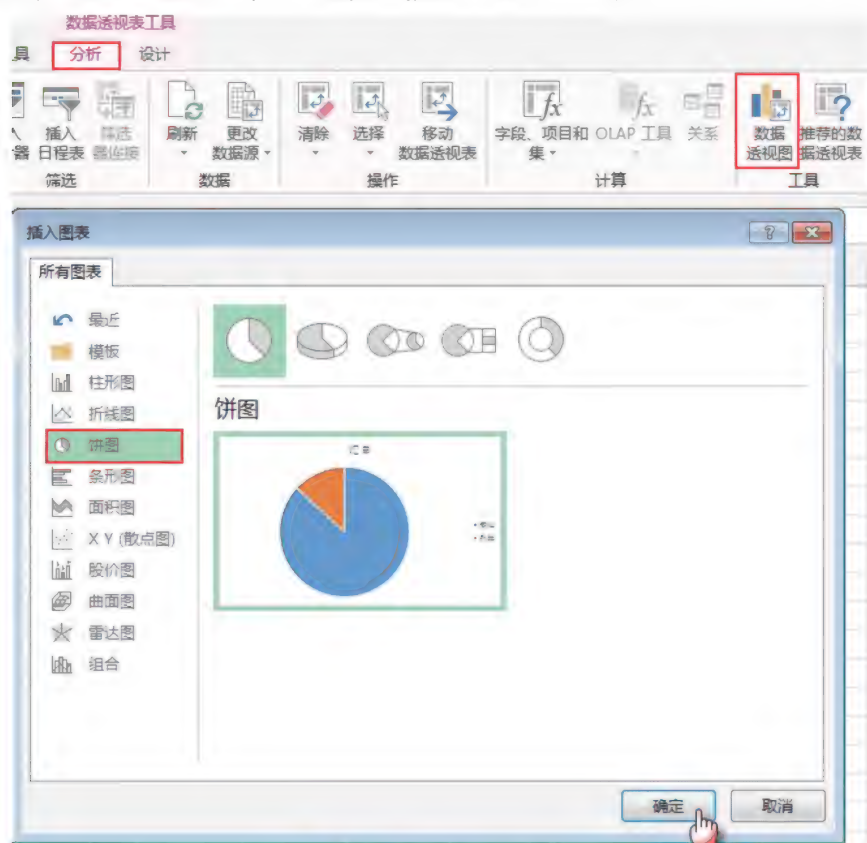 数据透视表工具
具 分析 设计
插入
日程表
筛选
器连接
刷新
更改
数据源
清除
选择
移动
数据透视表
字段、项目和
集
OLAP 工具
关系
数据
透视图
推荐的数
据透视表
筛选 数据 操作 计算 工具
插入图表
所有图表
最近
模板
柱形图
折线图
饼图
条形图
面积图
X Y (散点图)
股价图
曲面图
雷达图
组合
饼图
汇总
确定 取消